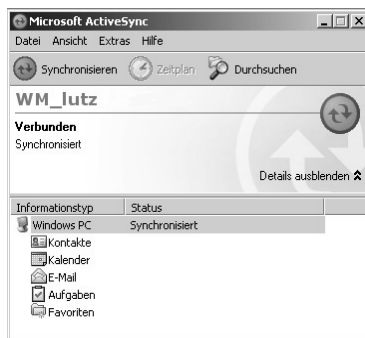 Microsoft ActiveSync
Datei Ansicht Extras Hilfe
Synchronisieren Zeitplan Durchsuchen
WM_lutz
Verbunden
Synchronisiert
Details ausblenden
Informationstyp Status
Windows PC Synchronisiert
Kontakte
Kalender
E-Mail
Aufgaben
Favoriten